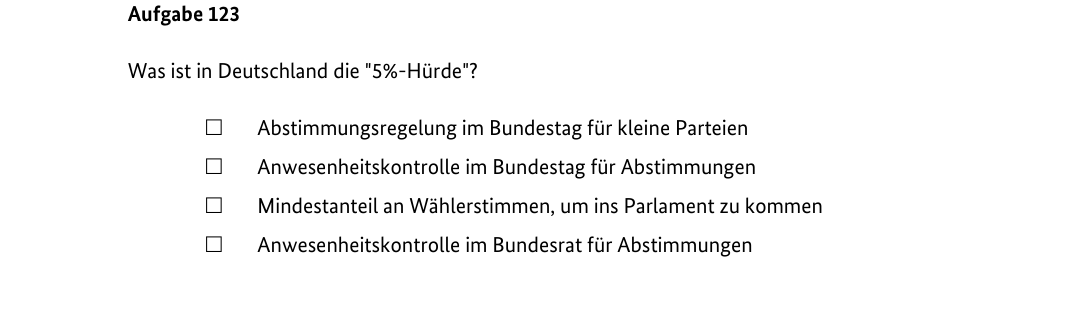 Aufgabe 123
Was ist in Deutschland die "5%-Hürde"?
☐ Abstimmungsregelung im Bundestag für kleine Parteien
☐ Anwesenheitskontrolle im Bundestag für Abstimmungen
☐ Mindestanteil an Wählerstimmen, um ins Parlament zu kommen
☐ Anwesenheitskontrolle im Bundesrat für Abstimmungen